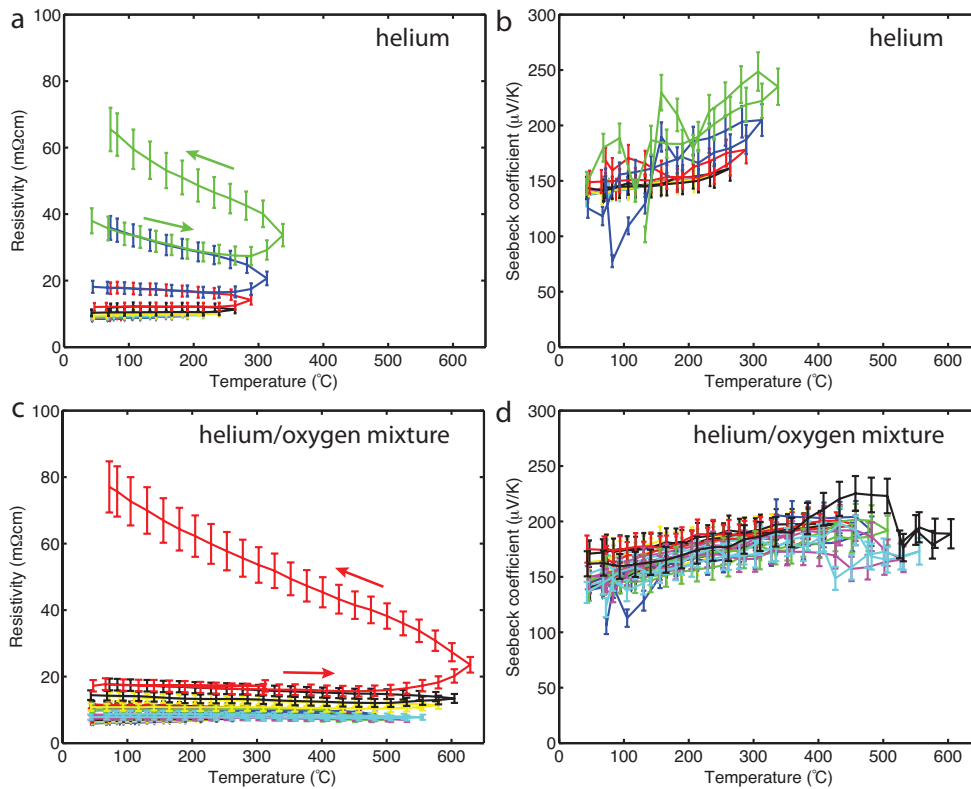 a
helium
100
80
60
40
20
0
Resistivity (mΩcm)
0 100 200 300 400 500 600
Temperature (℃)
b
helium
300
250
200
150
100
50
0
Seebeck coefficient (μV/K)
0 100 200 300 400 500 600
Temperature (℃)
c
helium/oxygen mixture
100
80
60
40
20
0
Resistivity (mΩcm)
0 100 200 300 400 500 600
Temperature (℃)
d
helium/oxygen mixture
300
250
200
150
100
50
0
Seebeck coefficient (μV/K)
0 100 200 300 400 500 600
Temperature (℃)